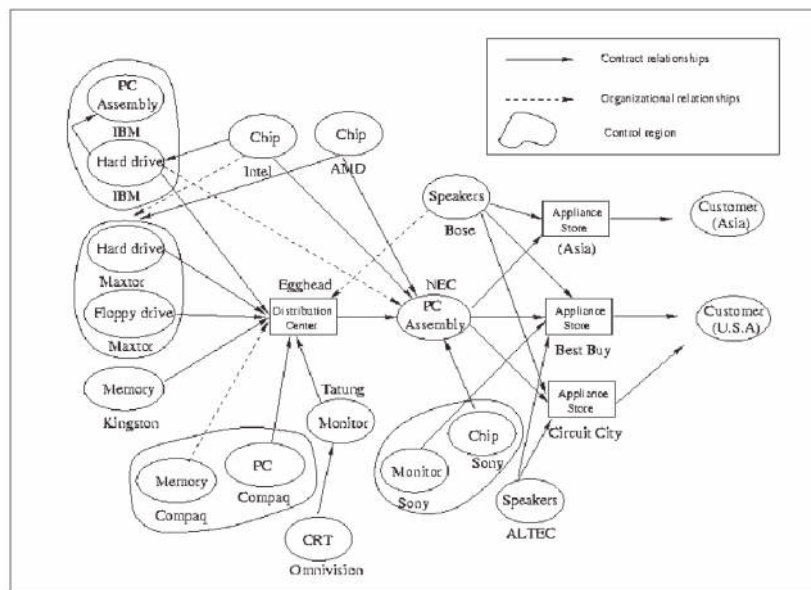 Contract relationships
Organizational relationships
Control region
PC
Assembly
IBM
Hard drive
IBM
Chip
Intel
Chip
AMD
Speakers
Bose
Appliance
Store
(Asia)
Customer
(Asia)
Hard drive
Maxtor
Floppy drive
Maxtor
Egghead
Distribution
Center
NEC
PC
Assembly
Appliance
Store
Best Buy
Customer
(U.S.A)
Memory
Kingston
Tatung
Monitor
Appliance
Store
Circuit City
Memory
Compaq
PC
Compaq
Chip
Sony
Monitor
Sony
Speakers
ALTEC
CRT
Omnivision